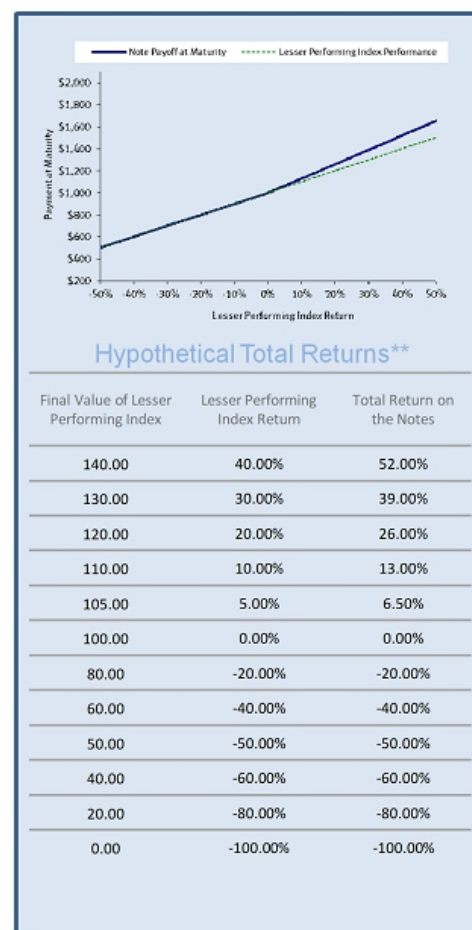 Note Payoff at Maturity Lesser Performing Index Performance
$2,000
$1,800
$1,600
$1,400
$1,200
$1,000
$800
$600
$400
$200
Payment at Maturity
-50% -40% -30% -20% -10% 0% 10% 20% 30% 40% 50%
Lesser Performing Index Return
Hypothetical Total Returns**
Final Value of Lesser Performing Index Lesser Performing Index Return Total Return on the Notes
140.00 40.00% 52.00%
130.00 30.00% 39.00%
120.00 20.00% 26.00%
110.00 10.00% 13.00%
105.00 5.00% 6.50%
100.00 0.00% 0.00%
80.00 -20.00% -20.00%
60.00 -40.00% -40.00%
50.00 -50.00% -50.00%
40.00 -60.00% -60.00%
20.00 -80.00% -80.00%
0.00 -100.00% -100.00%